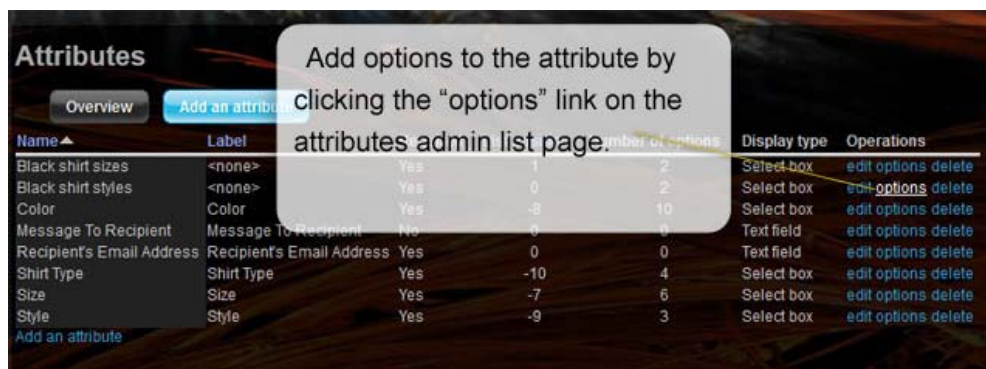 Attributes
Add options to the attribute by
clicking the “options” link on the
attributes admin list page.
Overview Add an attribute
Name Label Number of options Display type Operations
Black shirt sizes <none> Yes 1 2 Select box edit options delete
Black shirt styles <none> Yes 0 2 Select box edit options delete
Color Color Yes -8 10 Select box edit options delete
Message To Recipient Message To Recipient No 0 0 Text field edit options delete
Recipient's Email Address Recipient's Email Address Yes 0 0 Text field edit options delete
Shirt Type Shirt Type Yes -10 4 Select box edit options delete
Size Size Yes -7 6 Select box edit options delete
Style Style Yes -9 3 Select box edit options delete
Add an attribute